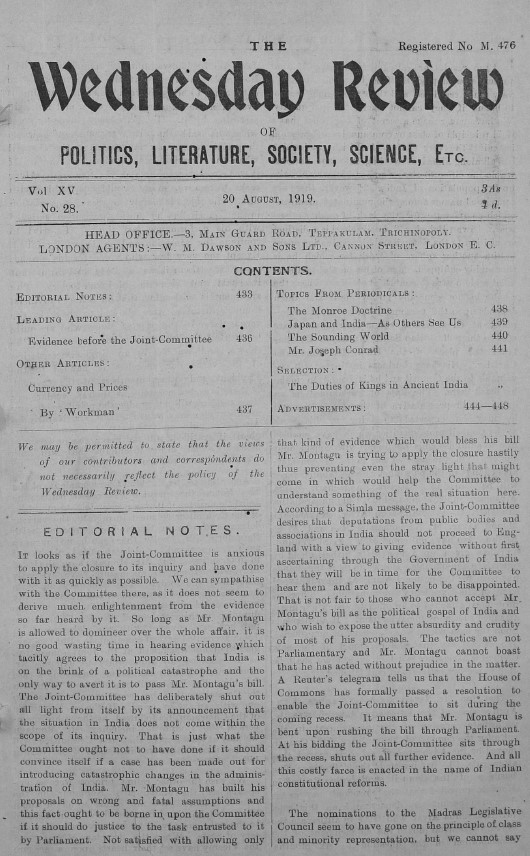 THE
Registered No M. 476
Wednesday Review
OF
POLITICS, LITERATURE, SOCIETY, SCIENCE, ETC.
Vol XV
No. 28.
20 AUGUST, 1919.
3 As
4 d.
HEAD OFFICE.—3, MAIN GUARD ROAD, TEPPAKULAM, TRICHINOPOLY.
LONDON AGENTS:—W. M. DAWSON AND SONS LTD., CANNON STREET, LONDON E. C.
CONTENTS.
EDITORIAL NOTES: 433
LEADING ARTICLE:
Evidence before the Joint-Committee 436
OTHER ARTICLES:
Currency and Prices
By 'Workman' 437
TOPICS FROM PERIODICALS:
The Monroe Doctrine 438
Japan and India—As Others See Us 439
The Sounding World 440
Mr. Joseph Conrad 441
SELECTION:
The Duties of Kings in Ancient India „
ADVERTISEMENTS: 444—448
We may be permitted to state that the views
of our contributors and correspondents do
not necessarily reflect the policy of the
Wednesday Review.
EDITORIAL NOTES.
IT looks as if the Joint-Committee is anxious
to apply the closure to its inquiry and have done
with it as quickly as possible. We can sympathise
with the Committee there, as it does not seem to
derive much enlightenment from the evidence
so far heard by it. So long as Mr Montagu
is allowed to domineer over the whole affair, it is
no good wasting time in hearing evidence which
tacitly agrees to the proposition that India is
on the brink of a political catastrophe and the
only way to avert it is to pass Mr. Montagu's bill.
The Joint-Committee has deliberately shut out
all light from itself by its announcement that
the situation in India does not come within the
scope of its inquiry. That is just what the
Committee ought not to have done if it should
convince itself if a case has been made out for
introducing catastrophic changes in the adminis-
tration of India. Mr. Montagu has built his
proposals on wrong and fatal assumptions and
this fact ought to be borne in upon the Committee
if it should do justice to the task entrusted to it
by Parliament. Not satisfied with allowing only
that kind of evidence which would bless his bill
Mr. Montagu is trying to apply the closure hastily
thus preventing even the stray light that might
come in which would help the Committee to
understand something of the real situation here.
According to a Simla message, the Joint-Committee
desires that deputations from public bodies and
associations in India should not proceed to Eng-
land with a view to giving evidence without first
ascertaining through the Government of India
that they will be in time for the Committee to
hear them and are not likely to be disappointed.
That is not fair to those who cannot accept Mr.
Montagu's bill as the political gospel of India and
who wish to expose the utter absurdity and crudity
of most of his proposals. The tactics are not
Parliamentary and Mr. Montagu cannot boast
that he has acted without prejudice in the matter.
A Reuter's telegram tells us that the House of
Commons has formally passed a resolution to
enable the Joint-Committee to sit during the
coming recess. It means that Mr. Montagu is
bent upon rushing the bill through Parliament.
At his bidding the Joint-Committee sits through
the recess, shuts out all further evidence. And all
this costly farce is enacted in the name of Indian
constitutional reforms.
The nominations to the Madras Legislative
Council seem to have gone on the principle of class
and minority representation, but we cannot say